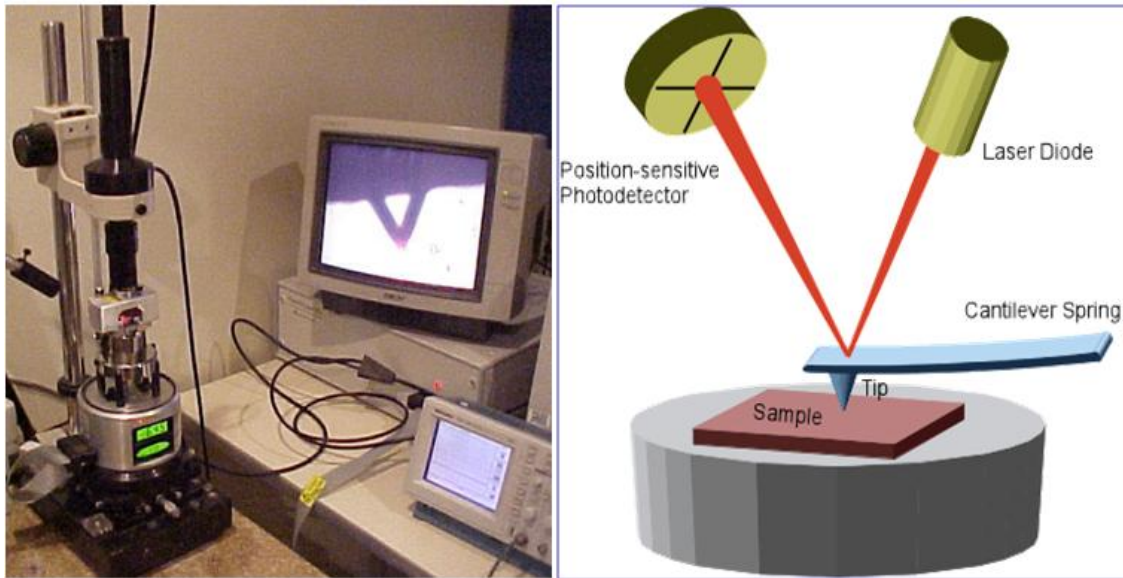 Position-sensitive
Photodetector
Laser Diode
Cantilever Spring
Tip
Sample